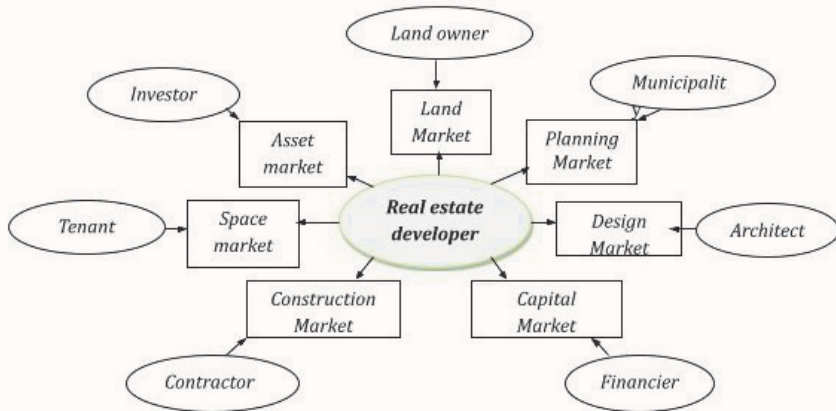 Land owner
Investor
Municipalit
Land
Market
Asset
market
Planning
Market
Real estate
developer
Tenant
Space
market
Design
Market
Architect
Construction
Market
Capital
Market
Contractor
Financier